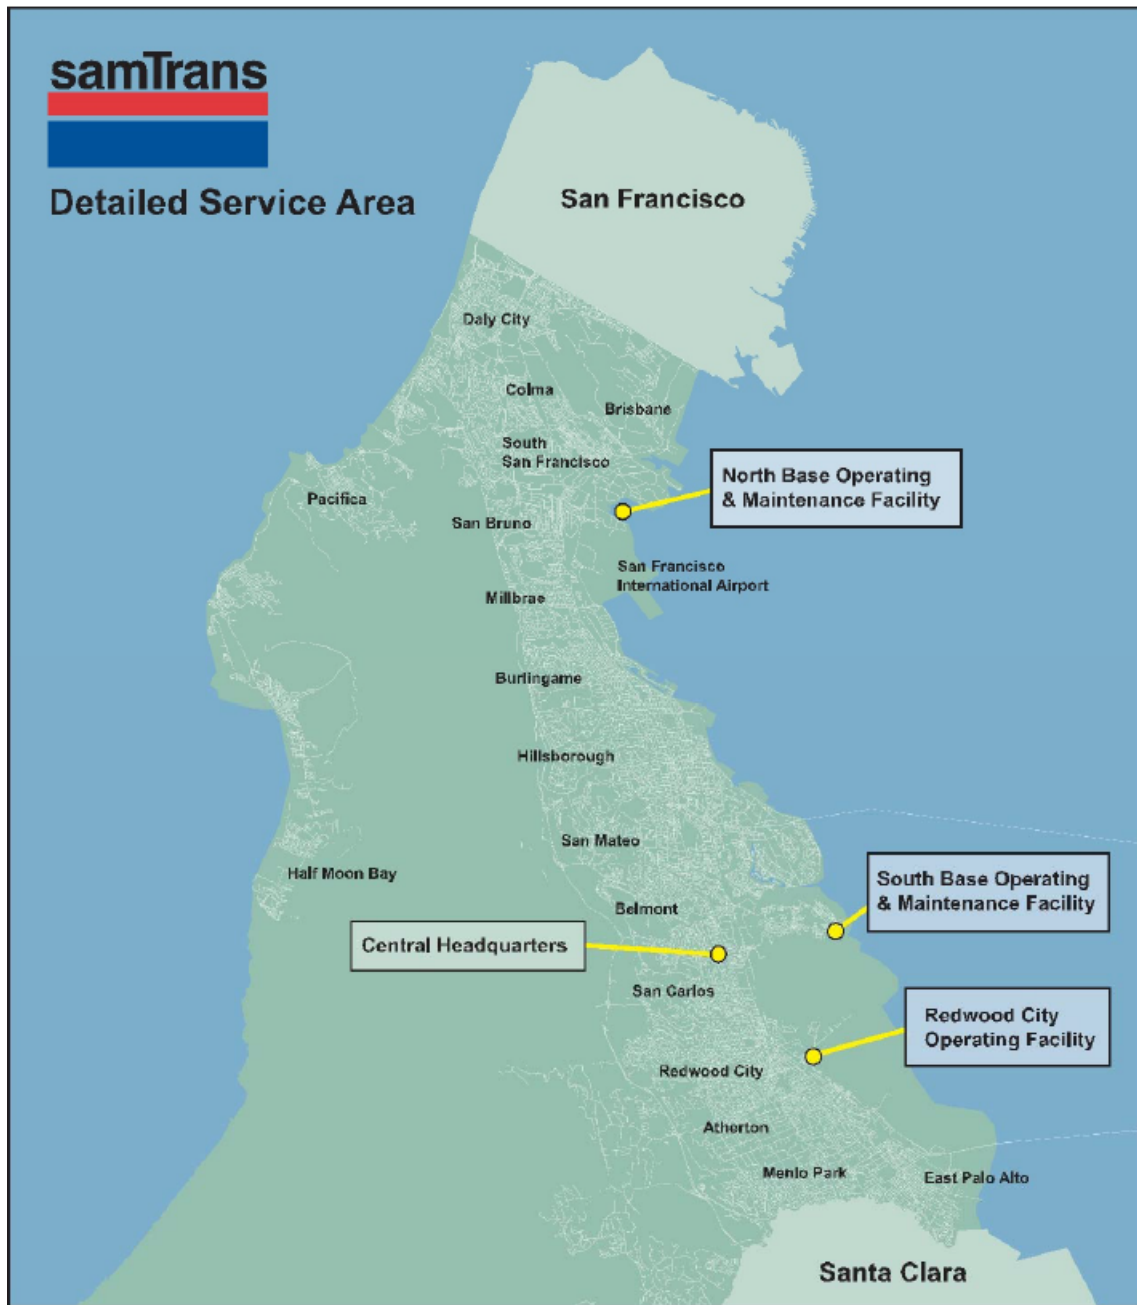 samTrans
Detailed Service Area
San Francisco
Daly City
Colma
Brisbane
South
San Francisco
North Base Operating
& Maintenance Facility
Pacifica
San Bruno
San Francisco
International Airport
Millbrae
Burlingame
Hillsborough
San Mateo
Half Moon Bay
South Base Operating
& Maintenance Facility
Belmont
Central Headquarters
San Carlos
Redwood City
Operating Facility
Redwood City
Atherton
Menlo Park
East Palo Alto
Santa Clara